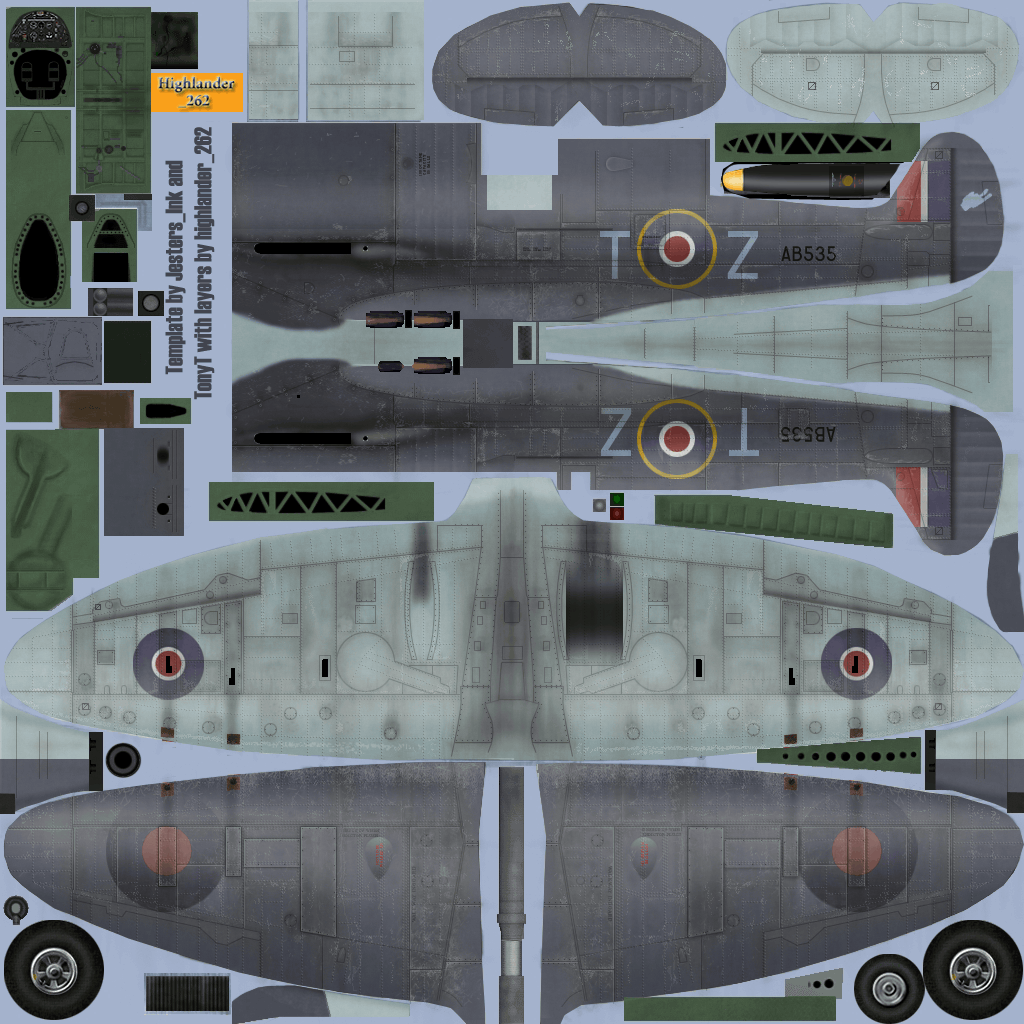 Highlander
_262
Template by Jesters_Ink and
TonyT with layers by highlander_262
T Z
AB535
Z T
AB535